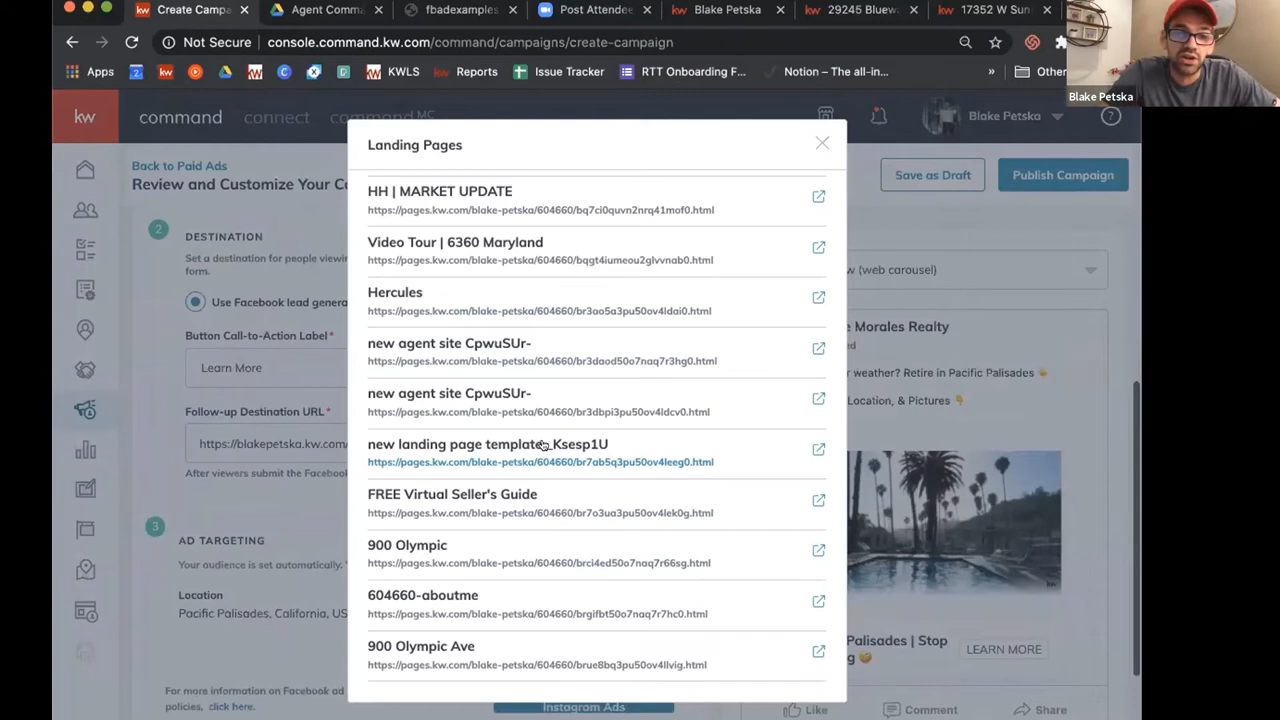 Create Campa
Agent Comma
fbadexamples_
Post Attende
Blake Petska
29245 Bluew
17352 W Sun
Not Secure
console.command.kw.com/command/campaigns/create-campaign
Blake Petska
Apps
2
kw
KWLS
Reports
Issue Tracker
RTT Onboarding F...
Notion – The all-in...
»
Other
kw
command
connect
command MC
Blake Petska
?
Back to Paid Ads
Review and Customize Your C
Save as Draft
Publish Campaign
2
DESTINATION
Set a destination for people viewin
form.
Use Facebook lead genera
Button Call-to-Action Label*
Learn More
Follow-up Destination URL *
https://blakepetska.kw.com/
After viewers submit the Facebook
3
AD TARGETING
Your audience is set automatically.
Location
Pacific Palisades, California, US
For more information on Facebook ad
policies, click here.
Landing Pages
HH | MARKET UPDATE
https://pages.kw.com/blake-petska/604660/bq7ci0quvn2nrq41mof0.html
Video Tour | 6360 Maryland
https://pages.kw.com/blake-petska/604660/bqgt4iumeou2glvvnab0.html
Hercules
https://pages.kw.com/blake-petska/604660/br3ao5a3pu50ov4ldai0.html
new agent site CpwuSUr-
https://pages.kw.com/blake-petska/604660/br3daod50o7naq7r3hg0.html
new agent site CpwuSUr-
https://pages.kw.com/blake-petska/604660/br3dbpi3pu50ov4ldcv0.html
new landing page template_Ksesp1U
https://pages.kw.com/blake-petska/604660/br7ab5q3pu50ov4leeg0.html
FREE Virtual Seller's Guide
https://pages.kw.com/blake-petska/604660/br7o3ua3pu50ov4lek0g.html
900 Olympic
https://pages.kw.com/blake-petska/604660/brci4ed50o7naq7r66sg.html
604660-aboutme
https://pages.kw.com/blake-petska/604660/brgifbt50o7naq7r7hc0.html
900 Olympic Ave
https://pages.kw.com/blake-petska/604660/brue8bq3pu50ov4llvig.html
w (web carousel)
e Morales Realty
ed
r weather? Retire in Pacific Palisades
Location, & Pictures
kw
Palisades | Stop
g
LEARN MORE
Instagram Ads
Like
Comment
Share